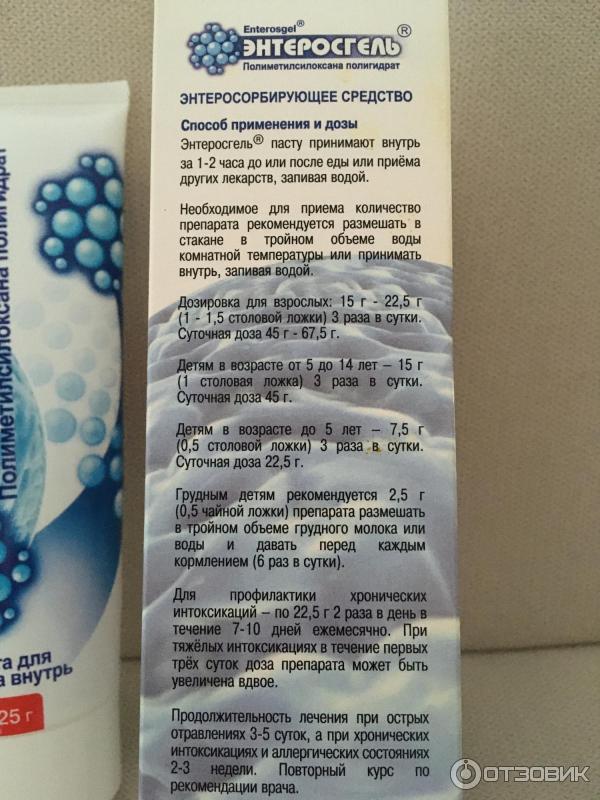 Enterosgel®
ЭНТЕРОСГЕЛЬ®
Полиметилсилоксана полигидрат
ЭНТЕРОСОРБИРУЮЩЕЕ СРЕДСТВО
Способ применения и дозы
Энтеросгель® пасту принимают внутрь
за 1-2 часа до или после еды или приёма
других лекарств, запивая водой.
Необходимое для приема количество
препарата рекомендуется размешать в
стакане в тройном объеме воды
комнатной температуры или принимать
внутрь, запивая водой.
Дозировка для взрослых: 15 г - 22,5 г
(1 - 1,5 столовой ложки) 3 раза в сутки.
Суточная доза 45 г - 67,5 г.
Детям в возрасте от 5 до 14 лет – 15 г
(1 столовая ложка) 3 раза в сутки.
Суточная доза 45 г.
Детям в возрасте до 5 лет – 7,5 г
(0,5 столовой ложки) 3 раза в сутки.
Суточная доза 22,5 г.
Грудным детям рекомендуется 2,5 г
(0,5 чайной ложки) препарата размешать
в тройном объеме грудного молока или
воды и давать перед каждым
кормлением (6 раз в сутки).
Для профилактики хронических
интоксикаций – по 22,5 г 2 раза в день в
течение 7-10 дней ежемесячно. При
тяжёлых интоксикациях в течение первых
трёх суток доза препарата может быть
увеличена вдвое.
Продолжительность лечения при острых
отравлениях 3-5 суток, а при хронических
интоксикациях и аллергических состояниях
2-3 недели. Повторный курс по
рекомендации врача.
Полиметилсилоксана полигидрат
для
внутрь
25 г
ОТЗОВИК